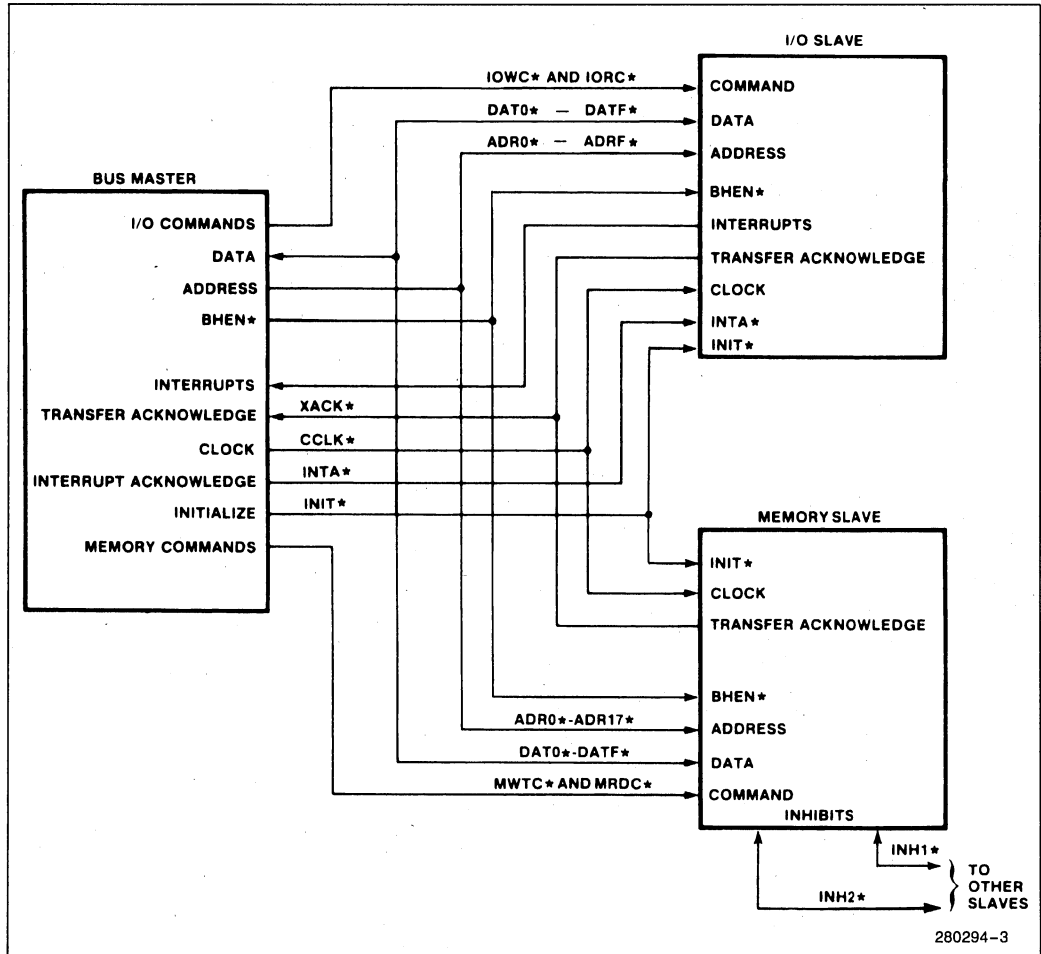 I/O SLAVE
IOWC* AND IORC*
COMMAND
DAT0* — DATF*
DATA
ADR0* — ADRF*
ADDRESS
BUS MASTER
BHEN*
I/O COMMANDS
INTERRUPTS
DATA
TRANSFER ACKNOWLEDGE
ADDRESS
CLOCK
BHEN*
INTA*
INIT*
INTERRUPTS
TRANSFER ACKNOWLEDGE
XACK*
CLOCK
CCLK*
INTERRUPT ACKNOWLEDGE
INTA*
INITIALIZE
INIT*
MEMORY SLAVE
MEMORY COMMANDS
INIT*
CLOCK
TRANSFER ACKNOWLEDGE
BHEN*
ADR0*-ADR17*
ADDRESS
DAT0*-DATF*
DATA
MWTC* AND MRDC*
COMMAND
INHIBITS
INH1*
INH2*
TO
OTHER
SLAVES
280294–3